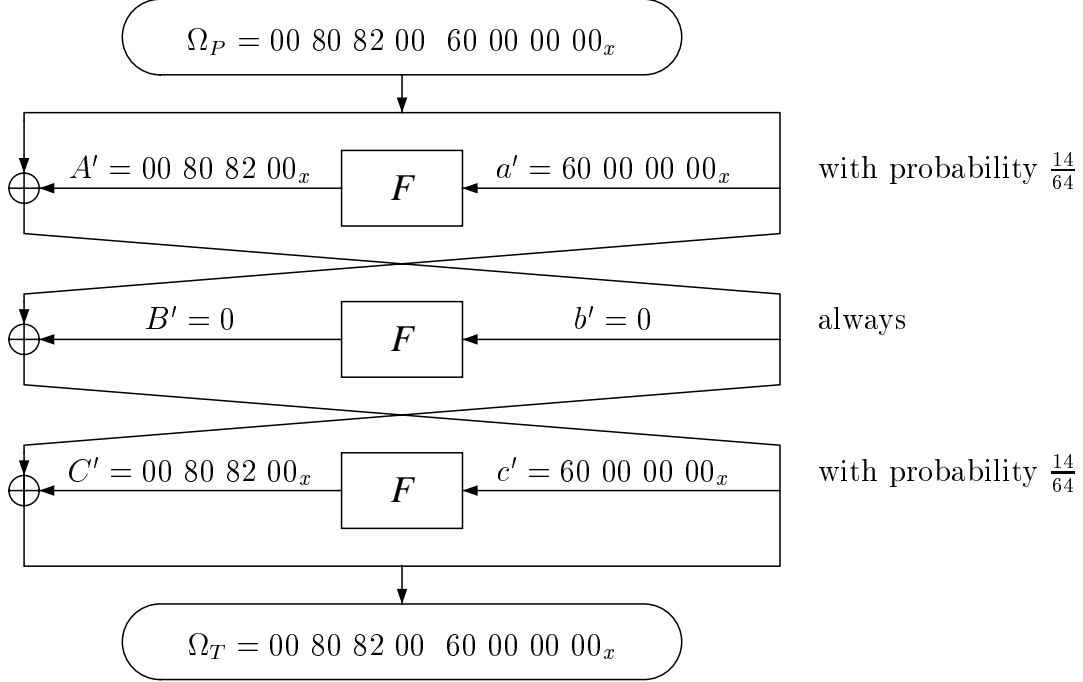 Ω_P = 00 80 82 00 60 00 00 00_x
A′ = 00 80 82 00_x F a′ = 60 00 00 00_x with probability 14/64
B′ = 0 F b′ = 0 always
C′ = 00 80 82 00_x F c′ = 60 00 00 00_x with probability 14/64
Ω_T = 00 80 82 00 60 00 00 00_x